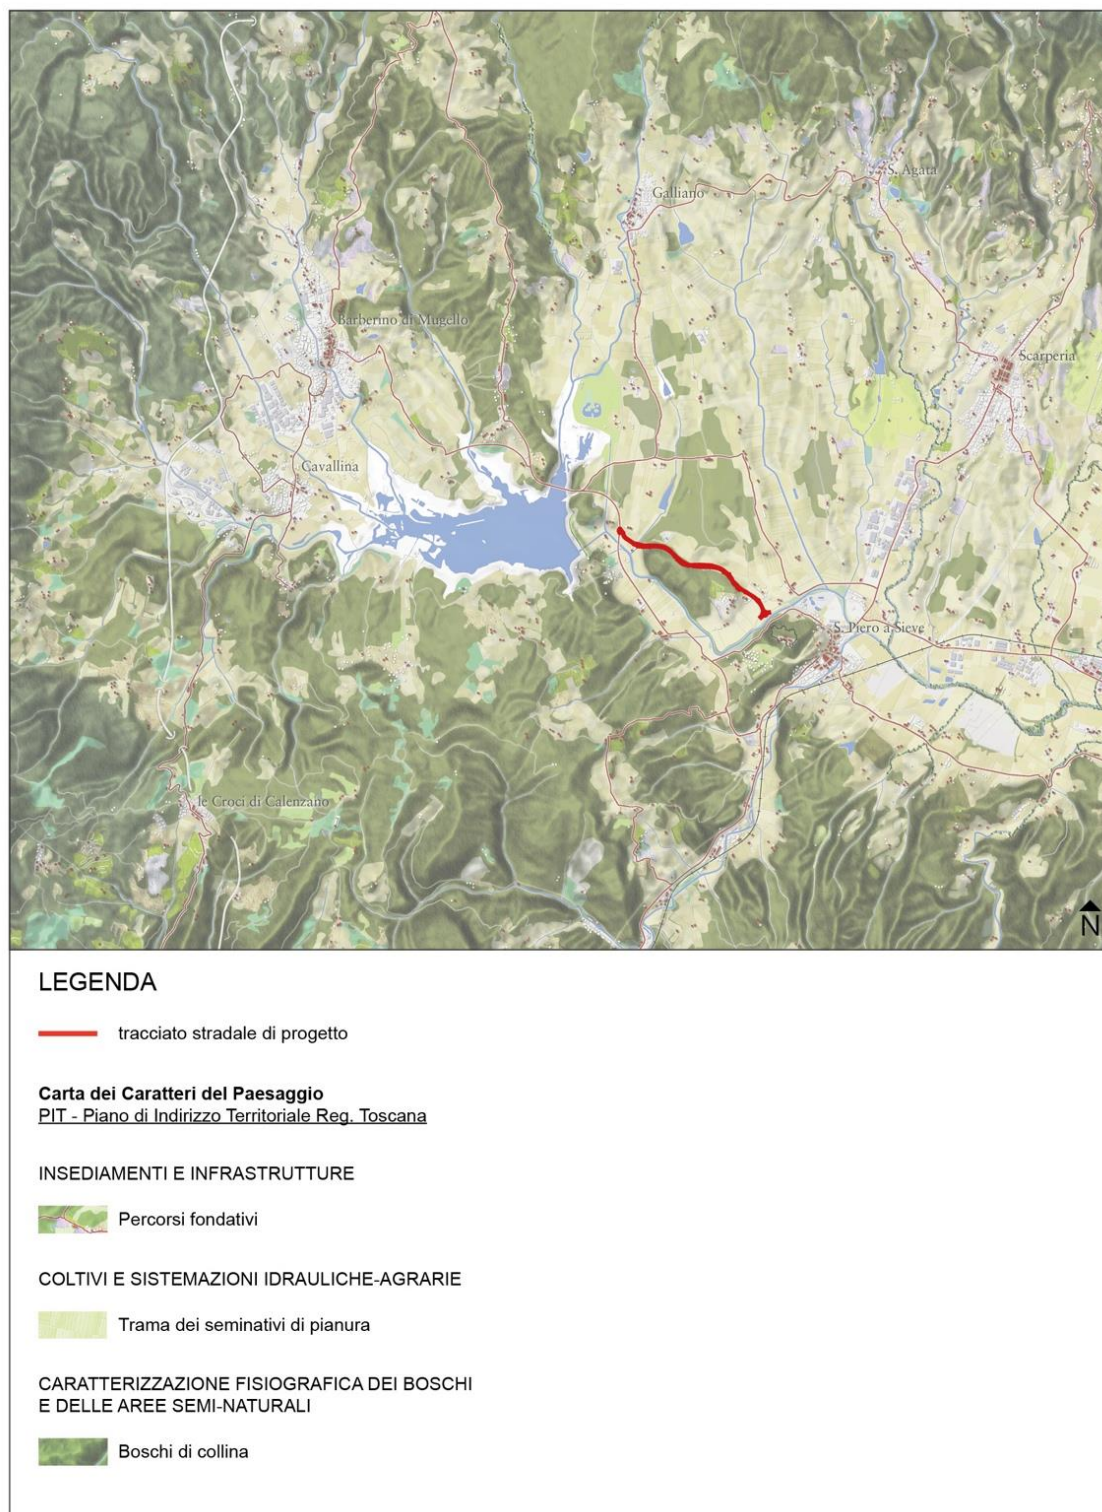 S. Agata
Galliano
Barberino di Mugello
Scarperia
Cavallina
S. Piero a Sieve
le Croci di Calenzano
N
LEGENDA
tracciato stradale di progetto
Carta dei Caratteri del Paesaggio
PIT - Piano di Indirizzo Territoriale Reg. Toscana
INSEDIAMENTI E INFRASTRUTTURE
Percorsi fondativi
COLTIVI E SISTEMAZIONI IDRAULICHE-AGRARIE
Trama dei seminativi di pianura
CARATTERIZZAZIONE FISIOGRAFICA DEI BOSCHI
E DELLE AREE SEMI-NATURALI
Boschi di collina